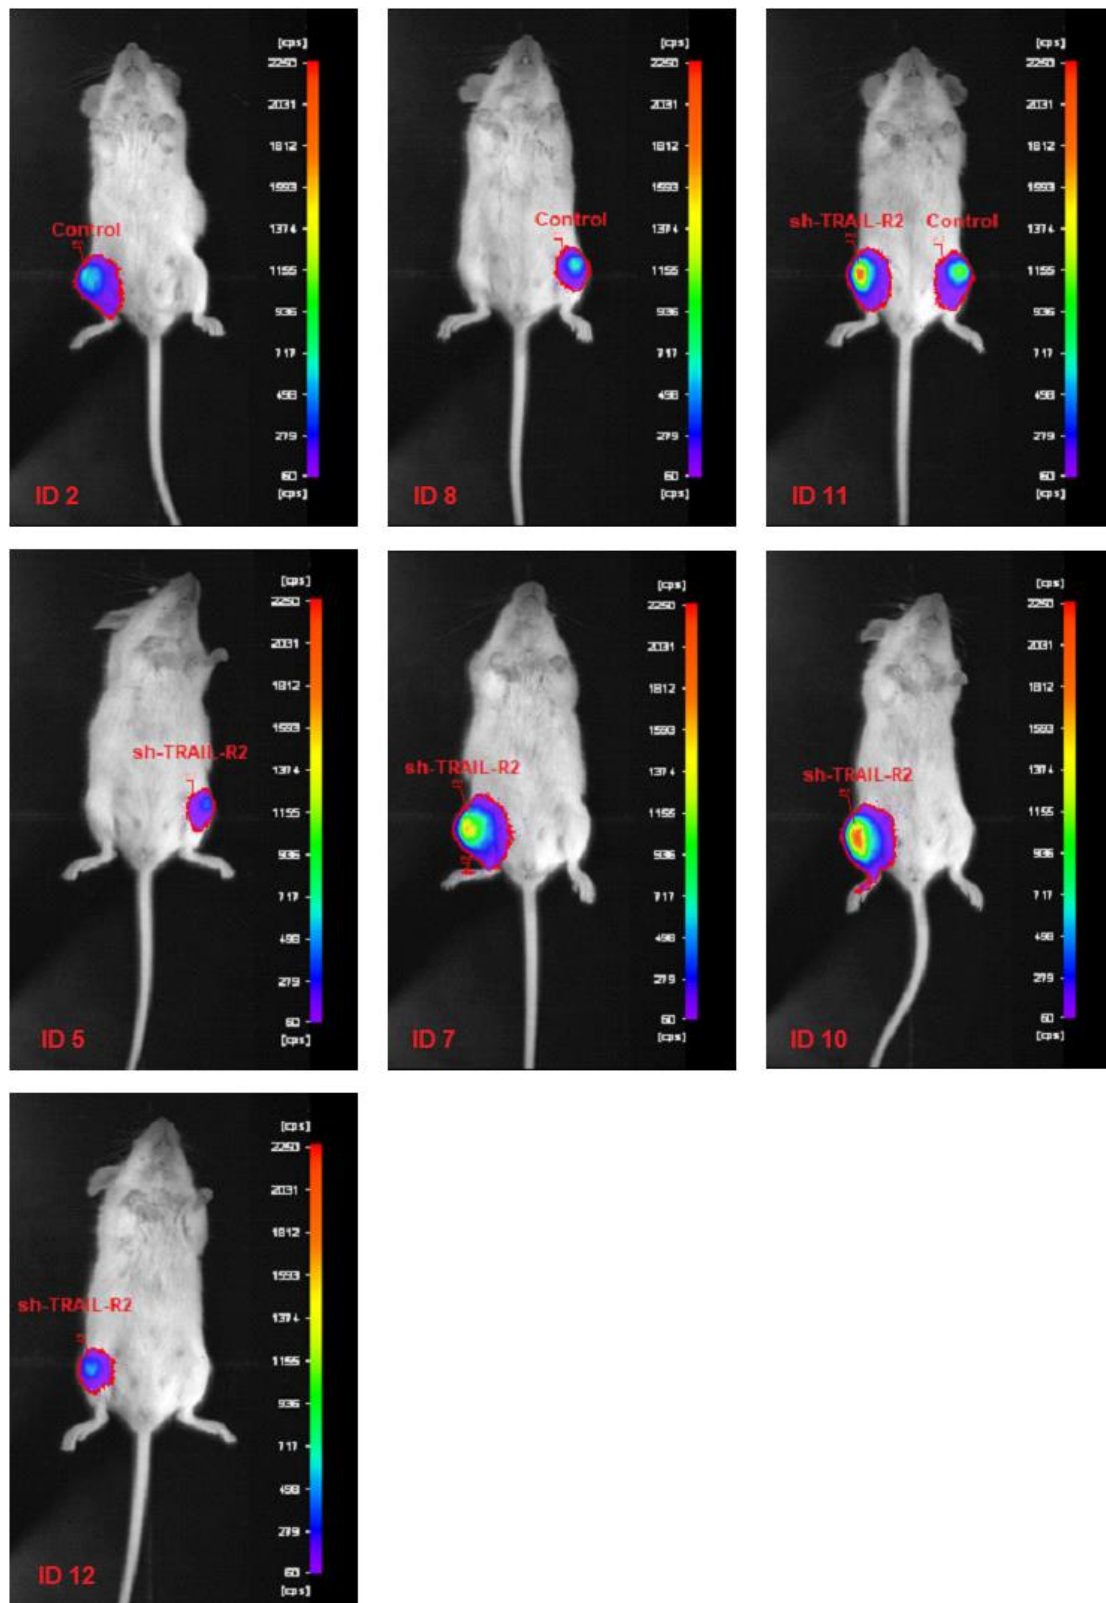 [cps]
2250
2031
1812
1593
1374
1155
936
717
498
279
60
[cps]
Control
ID 2
[cps]
2250
2031
1812
1593
1374
1155
936
717
498
279
60
[cps]
Control
ID 8
[cps]
2250
2031
1812
1593
1374
1155
936
717
498
279
60
[cps]
sh-TRAIL-R2 Control
ID 11
[cps]
2250
2031
1812
1593
1374
1155
936
717
498
279
60
[cps]
sh-TRAIL-R2
ID 5
[cps]
2250
2031
1812
1593
1374
1155
936
717
498
279
60
[cps]
sh-TRAIL-R2
ID 7
[cps]
2250
2031
1812
1593
1374
1155
936
717
498
279
60
[cps]
sh-TRAIL-R2
ID 10
[cps]
2250
2031
1812
1593
1374
1155
936
717
498
279
60
[cps]
sh-TRAIL-R2
ID 12